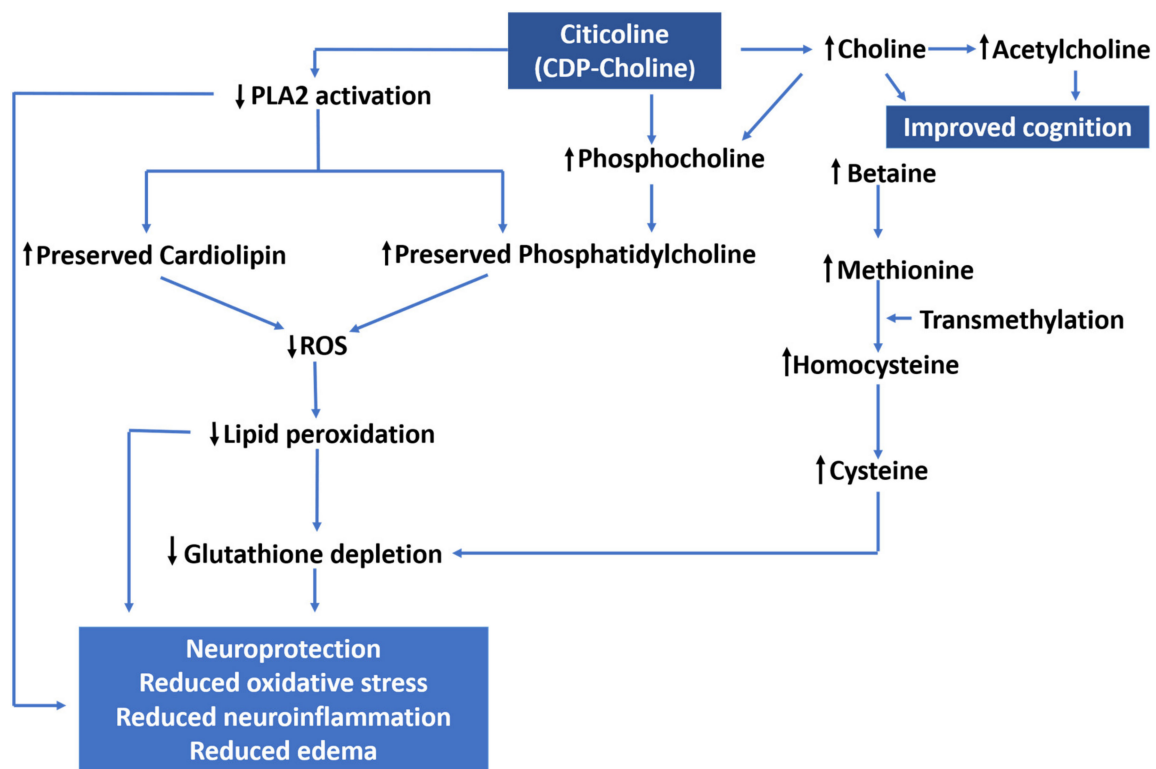 Citicoline
(CDP-Choline)
↑Choline
↑Acetylcholine
↓PLA2 activation
Improved cognition
↑Phosphocholine
↑Betaine
↑Preserved Cardiolipin
↑Preserved Phosphatidylcholine
↑Methionine
Transmethylation
↓ROS
↑Homocysteine
↓Lipid peroxidation
↑Cysteine
↓Glutathione depletion
Neuroprotection
Reduced oxidative stress
Reduced neuroinflammation
Reduced edema